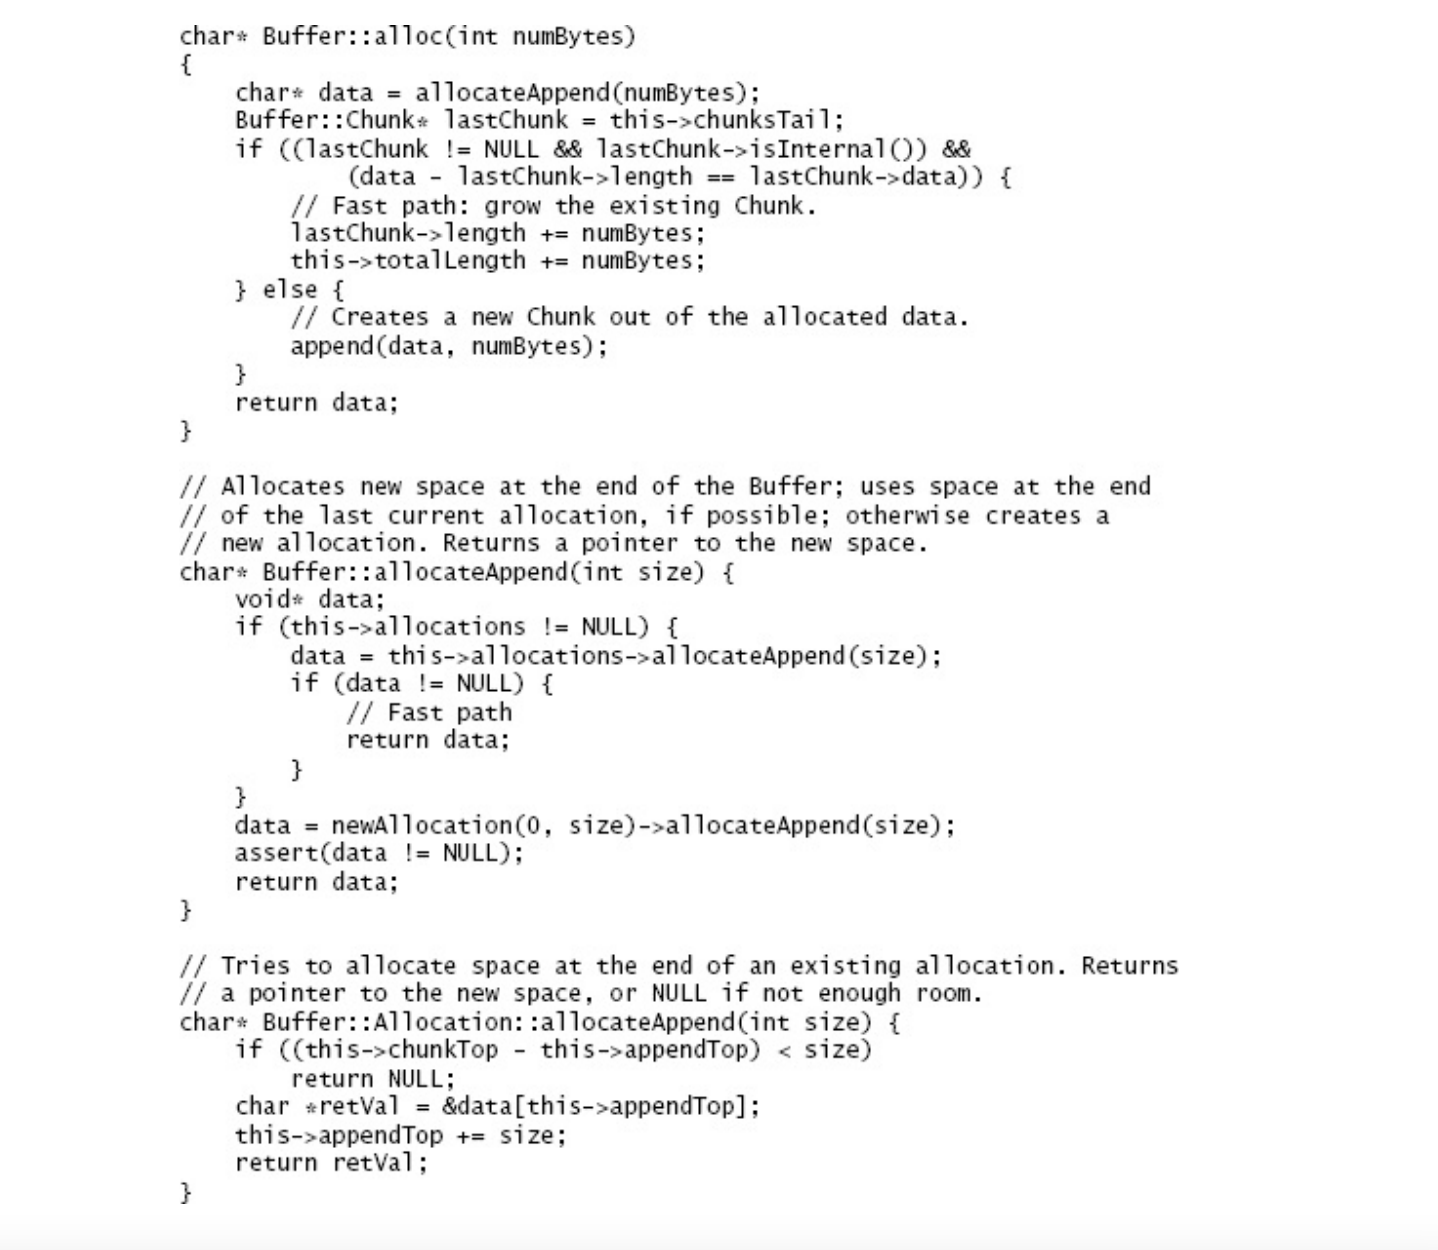 char* Buffer::alloc(int numBytes)
{
    char* data = allocateAppend(numBytes);
    Buffer::Chunk* lastChunk = this->chunksTail;
    if ((lastChunk != NULL && lastChunk->isInternal()) &&
            (data - lastChunk->length == lastChunk->data)) {
        // Fast path: grow the existing Chunk.
        lastChunk->length += numBytes;
        this->totalLength += numBytes;
    } else {
        // Creates a new Chunk out of the allocated data.
        append(data, numBytes);
    }
    return data;
}

// Allocates new space at the end of the Buffer; uses space at the end
// of the last current allocation, if possible; otherwise creates a
// new allocation. Returns a pointer to the new space.
char* Buffer::allocateAppend(int size) {
    void* data;
    if (this->allocations != NULL) {
        data = this->allocations->allocateAppend(size);
        if (data != NULL) {
            // Fast path
            return data;
        }
    }
    data = newAllocation(0, size)->allocateAppend(size);
    assert(data != NULL);
    return data;
}

// Tries to allocate space at the end of an existing allocation. Returns
// a pointer to the new space, or NULL if not enough room.
char* Buffer::Allocation::allocateAppend(int size) {
    if ((this->chunkTop - this->appendTop) < size)
        return NULL;
    char *retVal = &data[this->appendTop];
    this->appendTop += size;
    return retVal;
}